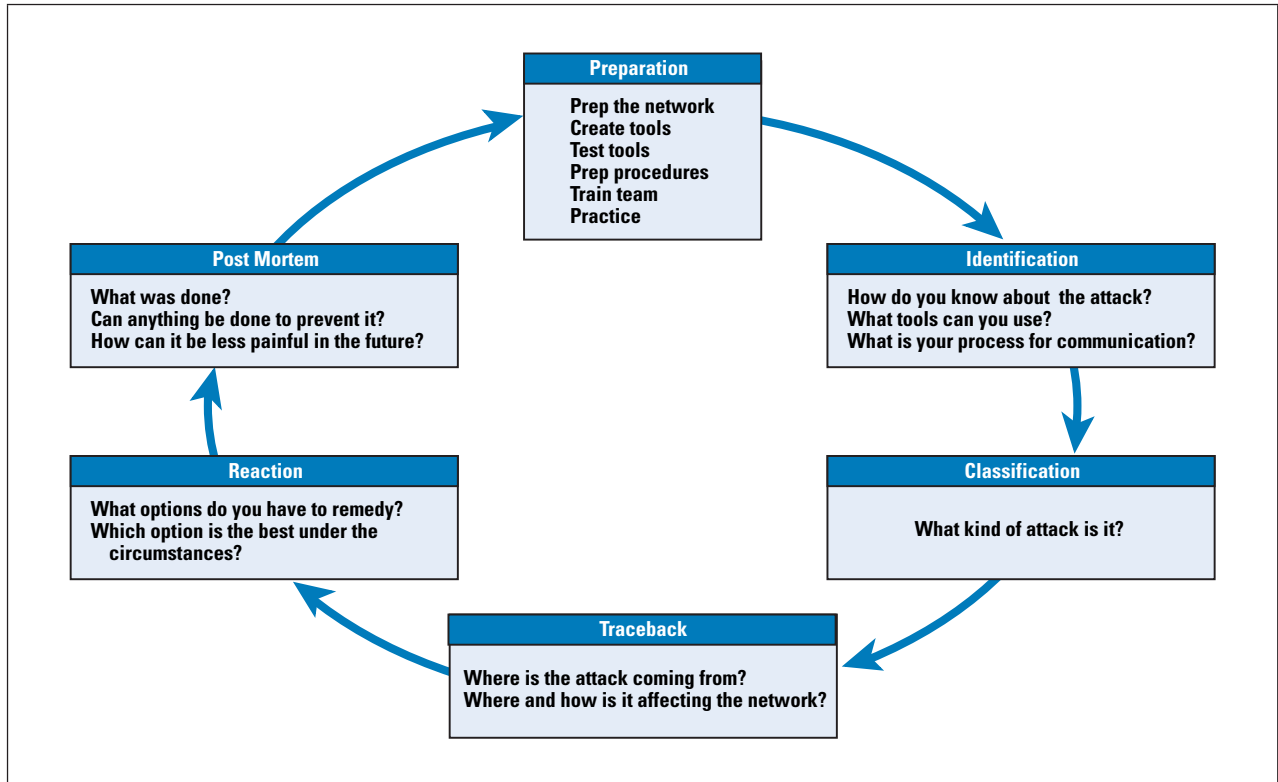 Preparation
Prep the network
Create tools
Test tools
Prep procedures
Train team
Practice
Identification
How do you know about the attack?
What tools can you use?
What is your process for communication?
Classification
What kind of attack is it?
Traceback
Where is the attack coming from?
Where and how is it affecting the network?
Reaction
What options do you have to remedy?
Which option is the best under the
circumstances?
Post Mortem
What was done?
Can anything be done to prevent it?
How can it be less painful in the future?